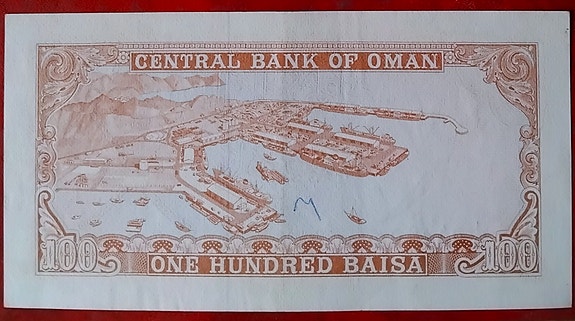 CENTRAL BANK OF OMAN
100 ONE HUNDRED BAISA 100